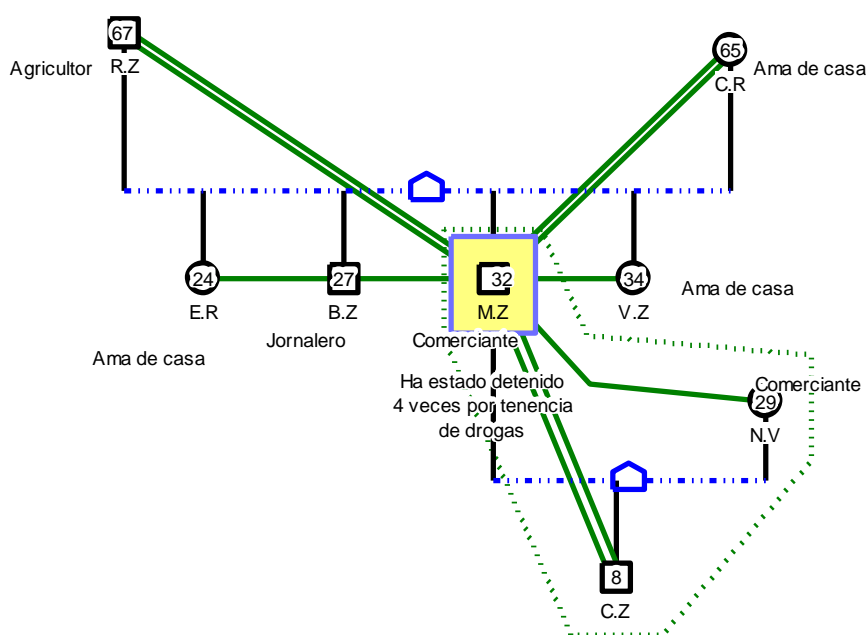 67
65
Agricultor
R.Z
Ama de casa
C.R
24
27
32
34
E.R
B.Z
M.Z
V.Z
Ama de casa
Ama de casa
Jornalero
Comerciante
Ha estado detenido
4 veces por tenencia
de drogas
Comerciante
29
N.V
8
C.Z